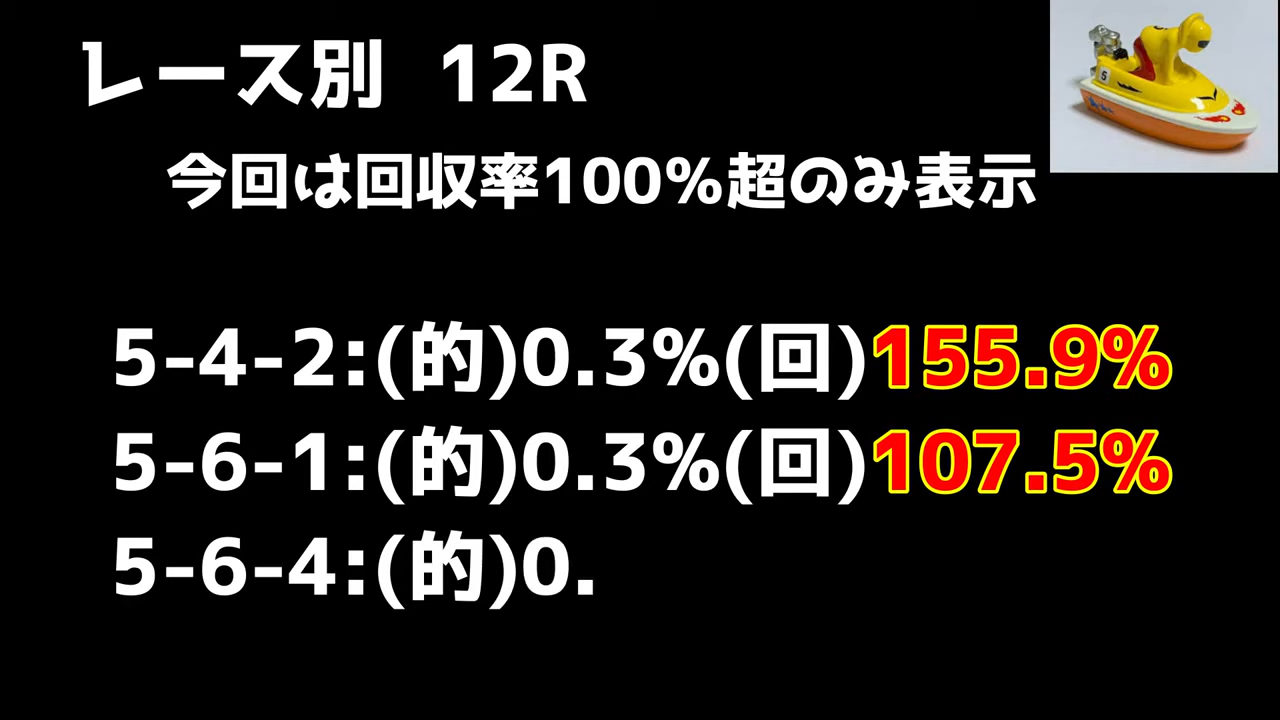 レース別 12R
今回は回収率100%超のみ表示
5-4-2:(的)0.3%(回)155.9%
5-6-1:(的)0.3%(回)107.5%
5-6-4:(的)0.
5